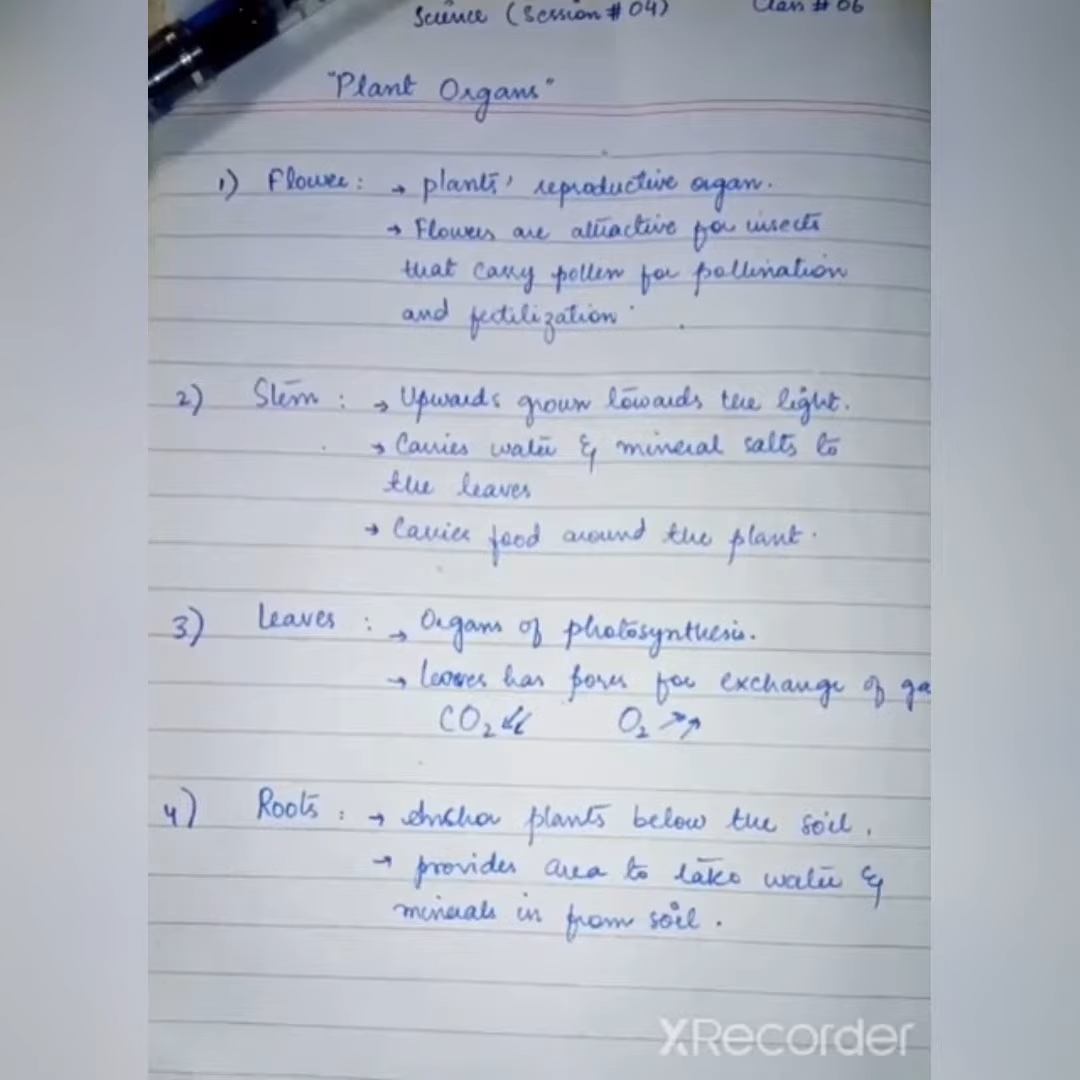 Science (Session # 04) Class # 06
"Plant Organs"
1) Flower : → plants' reproductive organ.
→ Flowers are attractive for insects
that carry pollen for pollination
and fertilization.
2) Stem : → Upwards grown towards the light.
→ Carries water & mineral salts to
the leaves
→ Carries food around the plant.
3) Leaves : → Organs of photosynthesis.
→ leaves has pores for exchange of ga
CO₂ ↙↙ O₂ ↗↗
4) Roots : → Anchor plants below the soil.
→ provides area to take water &
minerals in from soil.
XRecorder